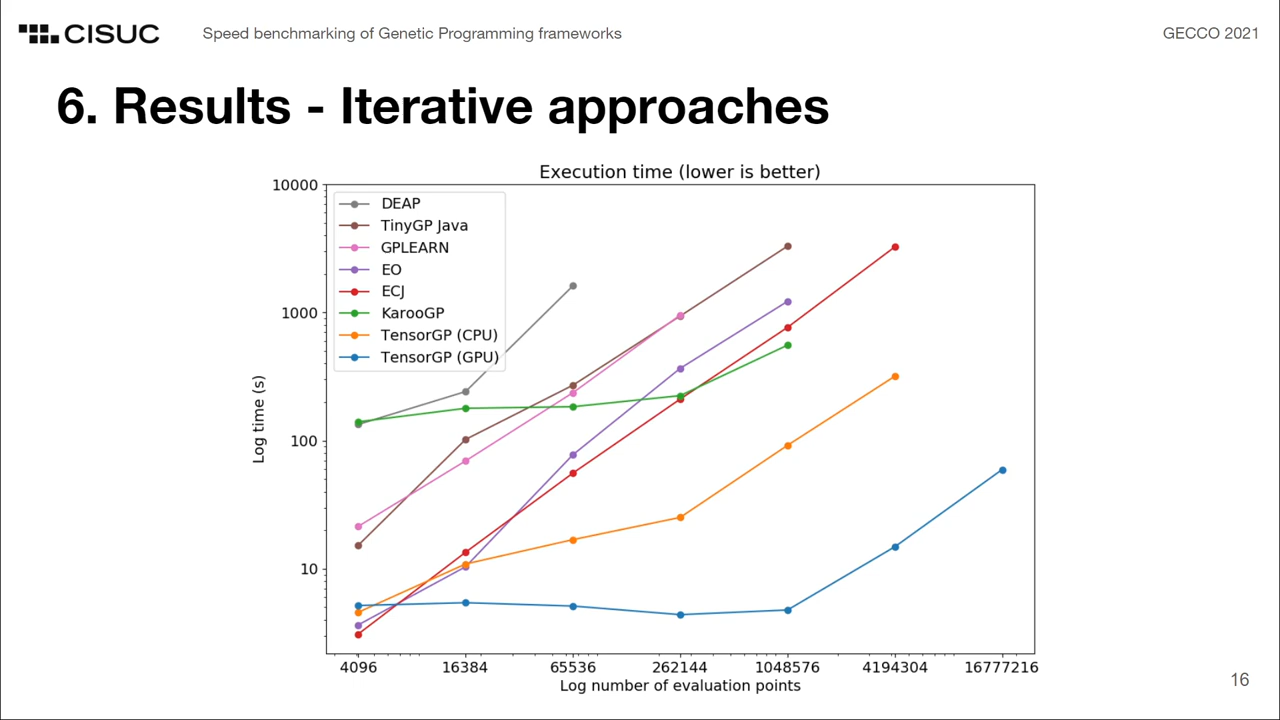 CISUC
Speed benchmarking of Genetic Programming frameworks
GECCO 2021
6. Results - Iterative approaches
Execution time (lower is better)
10000
1000
100
10
Log time (s)
DEAP
TinyGP Java
GPLEARN
EO
ECJ
KarooGP
TensorGP (CPU)
TensorGP (GPU)
4096 16384 65536 262144 1048576 4194304 16777216
Log number of evaluation points
16